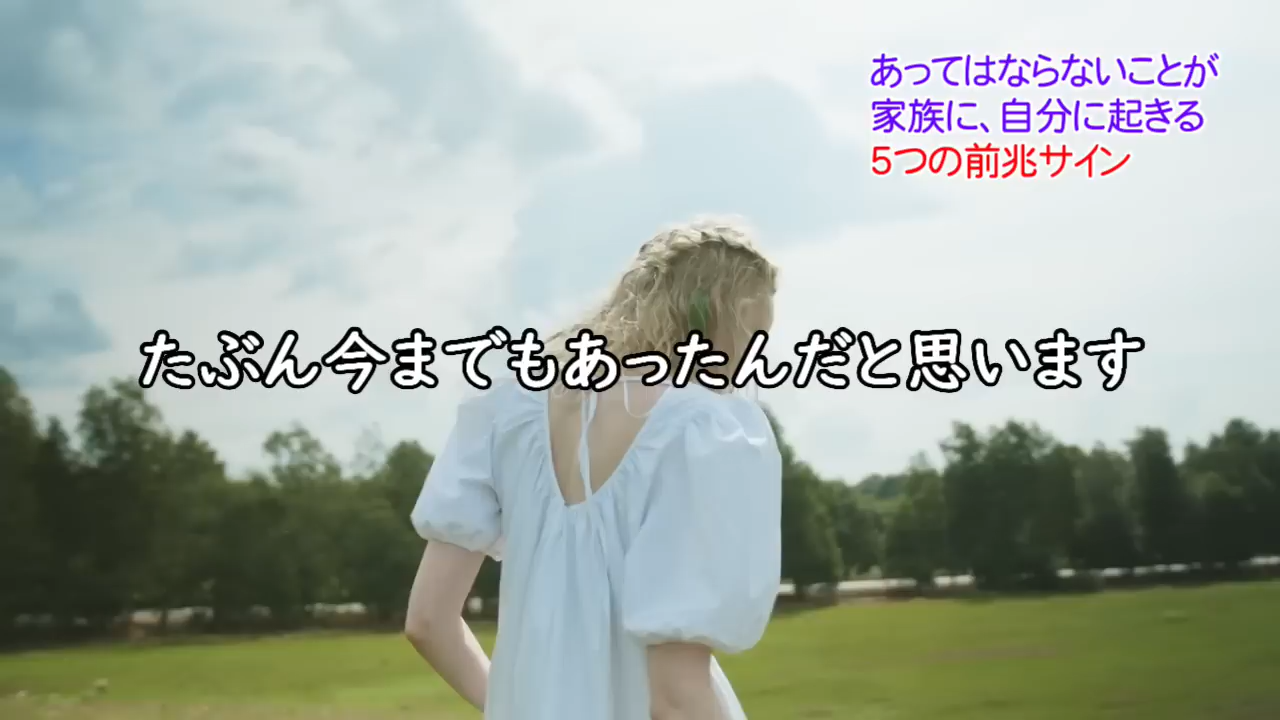 あってはならないことが
家族に、自分に起きる
5つの前兆サイン
たぶん今までもあったんだと思います